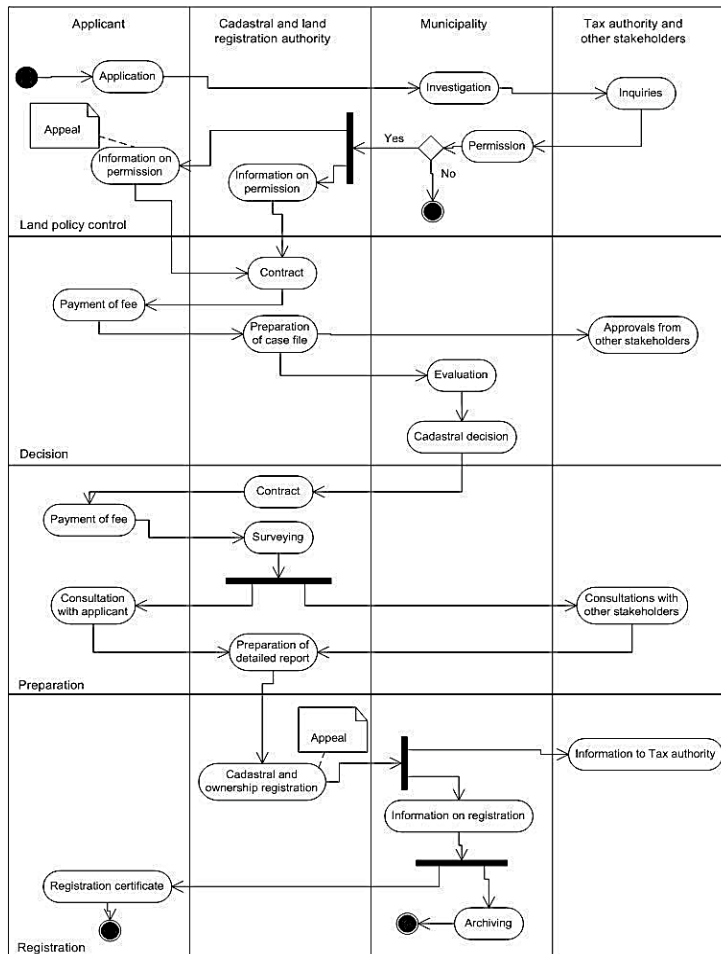 Applicant
Cadastral and land
registration authority
Municipality
Tax authority and
other stakeholders
Application
Investigation
Inquiries
Appeal
Yes
Permission
Information on
permission
Information on
permission
No
Land policy control
Contract
Payment of fee
Preparation
of case file
Approvals from
other stakeholders
Evaluation
Cadastral decision
Decision
Contract
Payment of fee
Surveying
Consultation
with applicant
Consultations with
other stakeholders
Preparation of
detailed report
Preparation
Appeal
Information to Tax authority
Cadastral and
ownership registration
Information on registration
Registration certificate
Archiving
Registration